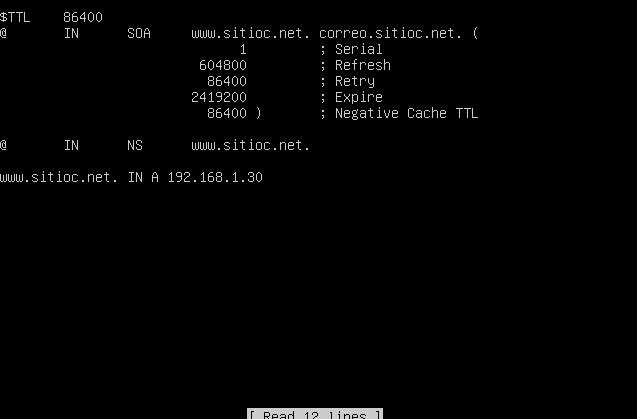 $TTL    86400
@       IN      SOA     www.sitioc.net. correo.sitioc.net. (
                              1         ; Serial
                         604800         ; Refresh
                          86400         ; Retry
                        2419200         ; Expire
                          86400 )       ; Negative Cache TTL

@       IN      NS      www.sitioc.net.

www.sitioc.net. IN A 192.168.1.30

[ Read 12 lines ]